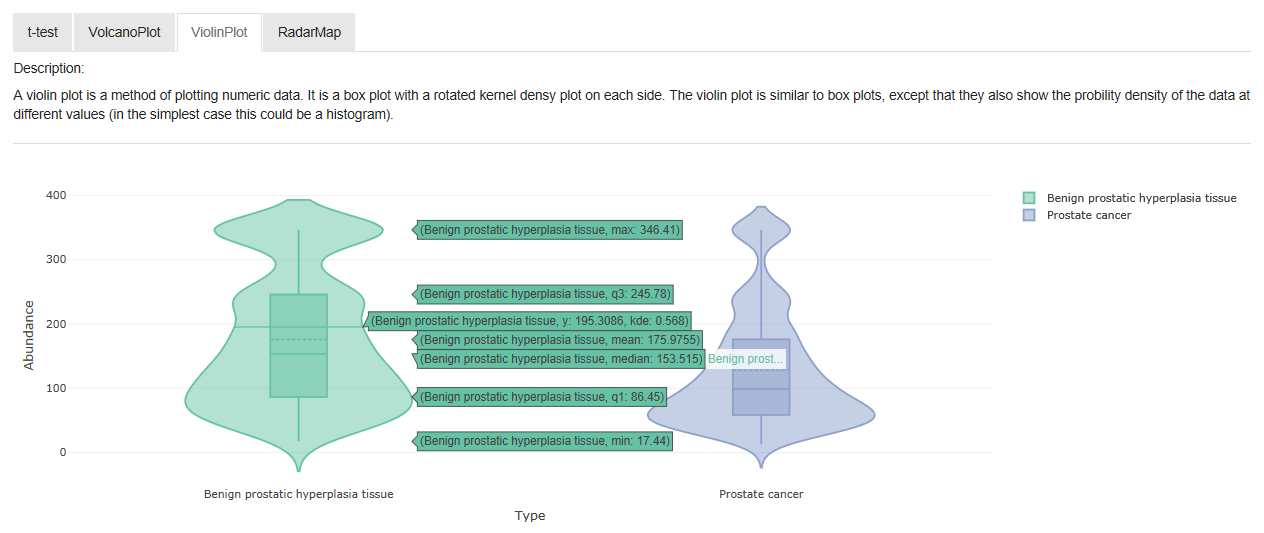 t-test VolcanoPlot ViolinPlot RadarMap
Description:
A violin plot is a method of plotting numeric data. It is a box plot with a rotated kernel densy plot on each side. The violin plot is similar to box plots, except that they also show the probility density of the data at
different values (in the simplest case this could be a histogram).
400
300
200
100
0
Abundance
(Benign prostatic hyperplasia tissue, max: 346.41)
(Benign prostatic hyperplasia tissue, q3: 245.78)
(Benign prostatic hyperplasia tissue, y: 195.3086, kde: 0.568)
(Benign prostatic hyperplasia tissue, mean: 175.9755)
(Benign prostatic hyperplasia tissue, median: 153.515) Benign prost...
(Benign prostatic hyperplasia tissue, q1: 86.45)
(Benign prostatic hyperplasia tissue, min: 17.44)
Benign prostatic hyperplasia tissue
Prostate cancer
Benign prostatic hyperplasia tissue Prostate cancer
Type